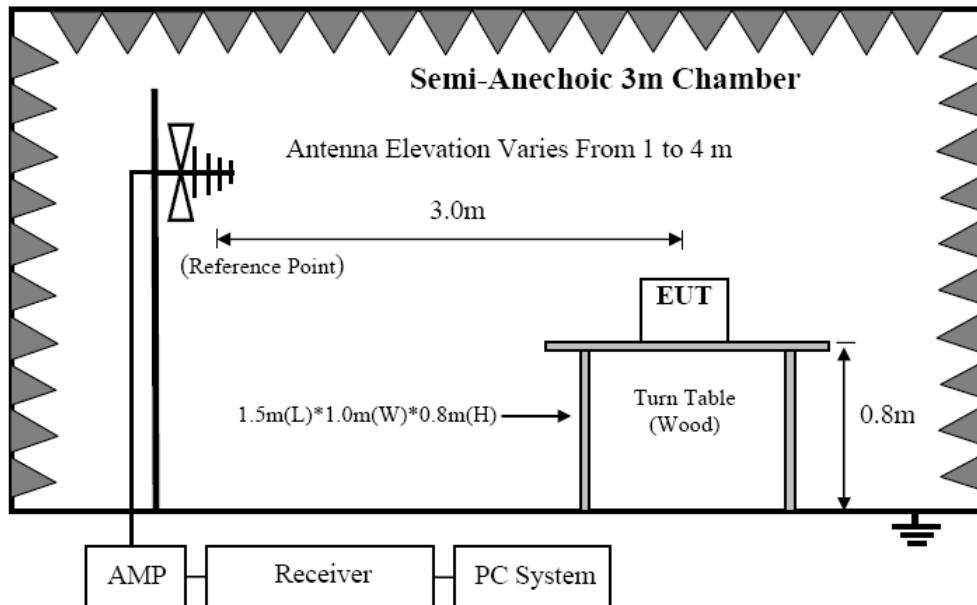 Semi-Anechoic 3m Chamber
Antenna Elevation Varies From 1 to 4 m
3.0m
(Reference Point)
EUT
1.5m(L)*1.0m(W)*0.8m(H)
Turn Table
(Wood)
0.8m
AMP
Receiver
PC System